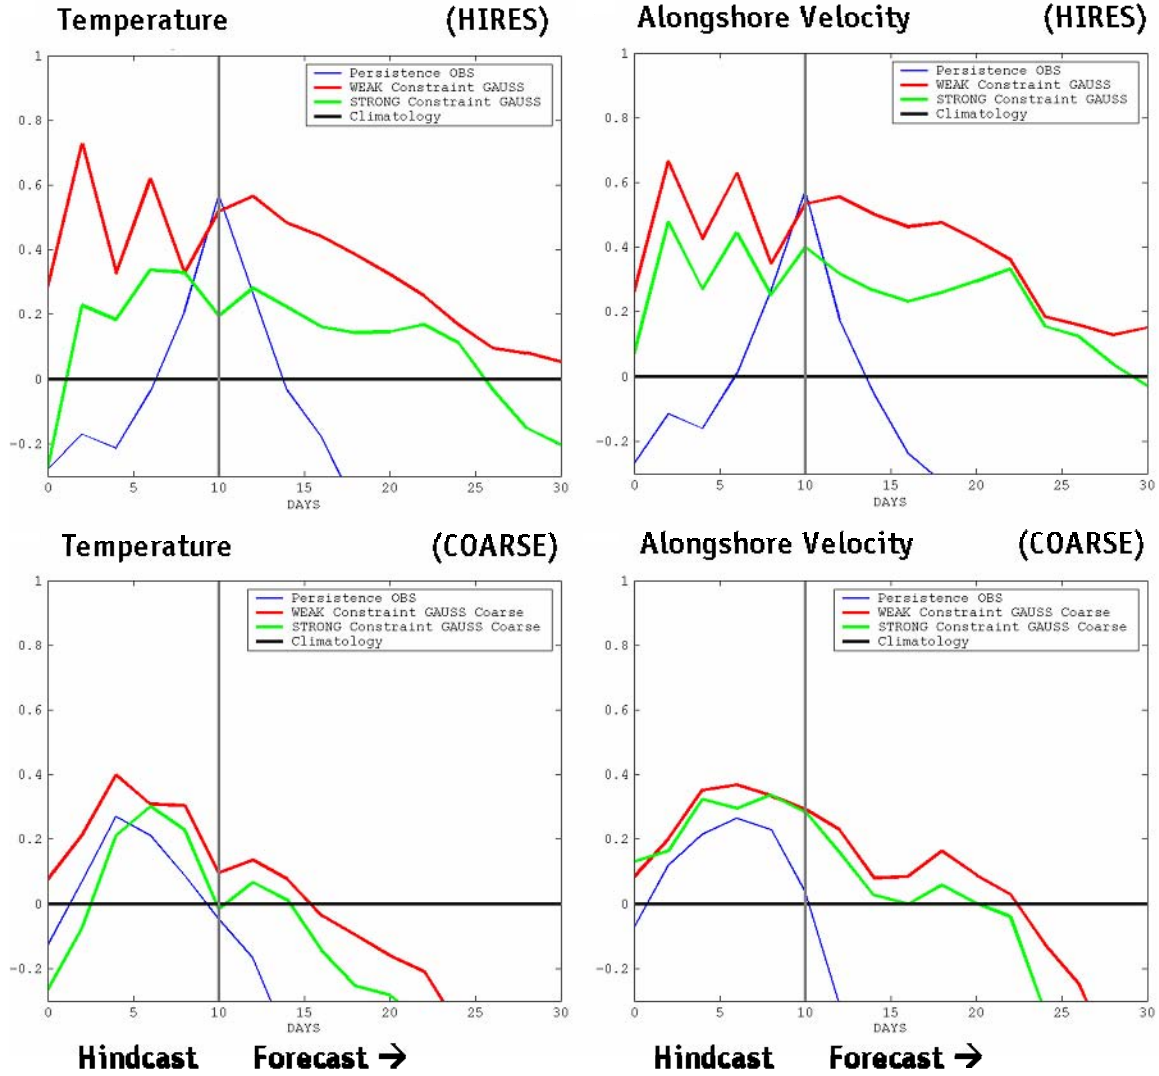 Temperature (HIRES)
1
0.8
0.6
0.4
0.2
0
-0.2
Persistence OBS
WEAK Constraint GAUSS
STRONG Constraint GAUSS
Climatology
0 5 10 15 20 25 30
DAYS
Alongshore Velocity (HIRES)
1
0.8
0.6
0.4
0.2
0
-0.2
Persistence OBS
WEAK Constraint GAUSS
STRONG Constraint GAUSS
Climatology
0 5 10 15 20 25 30
DAYS
Temperature (COARSE)
1
0.8
0.6
0.4
0.2
0
-0.2
Persistence OBS
WEAK Constraint GAUSS Coarse
STRONG Constraint GAUSS Coarse
Climatology
0 5 10 15 20 25 30
DAYS
Hindcast Forecast →
Alongshore Velocity (COARSE)
1
0.8
0.6
0.4
0.2
0
-0.2
Persistence OBS
WEAK Constraint GAUSS Coarse
STRONG Constraint GAUSS Coarse
Climatology
0 5 10 15 20 25 30
DAYS
Hindcast Forecast →